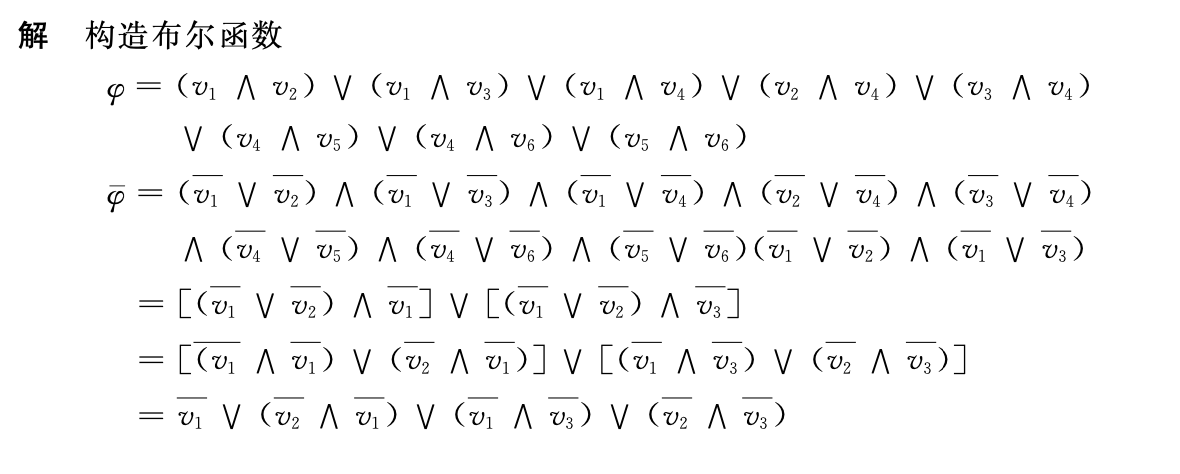 解 构造布尔函数
φ = (v₁ ∧ v₂) ∨ (v₁ ∧ v₃) ∨ (v₁ ∧ v₄) ∨ (v₂ ∧ v₄) ∨ (v₃ ∧ v₄)
∨ (v₄ ∧ v₅) ∨ (v₄ ∧ v₆) ∨ (v₅ ∧ v₆)
φ̅ = (v̅₁ ∨ v̅₂) ∧ (v̅₁ ∨ v̅₃) ∧ (v̅₁ ∨ v̅₄) ∧ (v̅₂ ∨ v̅₄) ∧ (v̅₃ ∨ v̅₄)
∧ (v̅₄ ∨ v̅₅) ∧ (v̅₄ ∨ v̅₆) ∧ (v̅₅ ∨ v̅₆)(v̅₁ ∨ v̅₂) ∧ (v̅₁ ∨ v̅₃)
= [(v̅₁ ∨ v̅₂) ∧ v̅₁] ∨ [(v̅₁ ∨ v̅₂) ∧ v̅₃]
= [(v̅₁ ∧ v̅₁) ∨ (v̅₂ ∧ v̅₁)] ∨ [(v̅₁ ∧ v̅₃) ∨ (v̅₂ ∧ v̅₃)]
= v̅₁ ∨ (v̅₂ ∧ v̅₁) ∨ (v̅₁ ∧ v̅₃) ∨ (v̅₂ ∧ v̅₃)